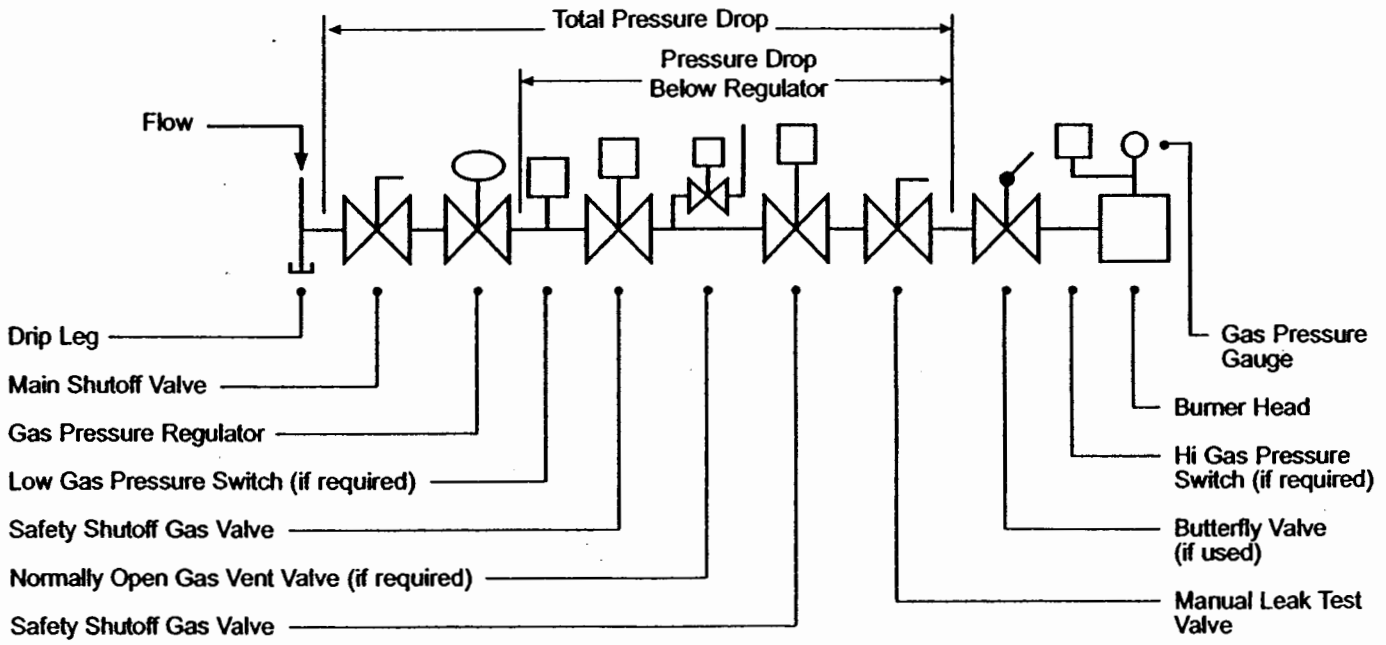 Total Pressure Drop
Pressure Drop
Below Regulator
Flow
Drip Leg
Main Shutoff Valve
Gas Pressure Regulator
Low Gas Pressure Switch (if required)
Safety Shutoff Gas Valve
Normally Open Gas Vent Valve (if required)
Safety Shutoff Gas Valve
Gas Pressure
Gauge
Burner Head
Hi Gas Pressure
Switch (if required)
Butterfly Valve
(if used)
Manual Leak Test
Valve